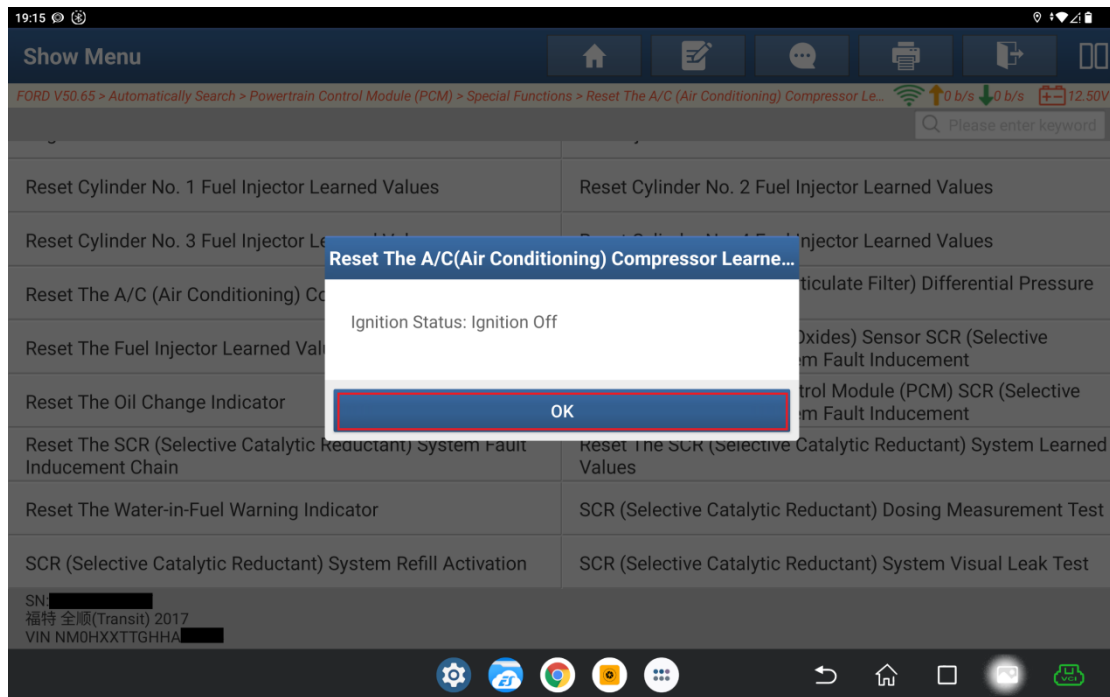 19:15
Show Menu
FORD V50.65 > Automatically Search > Powertrain Control Module (PCM) > Special Functions > Reset The A/C (Air Conditioning) Compressor Le... 0 b/s 0 b/s 12.50V
Please enter keyword
Reset Cylinder No. 1 Fuel Injector Learned Values
Reset Cylinder No. 2 Fuel Injector Learned Values
Reset Cylinder No. 3 Fuel Injector Le
njector Learned Values
Reset The A/C(Air Conditioning) Compressor Learne...
Reset The A/C (Air Conditioning) Co
ticulate Filter) Differential Pressure
Ignition Status: Ignition Off
Reset The Fuel Injector Learned Val
Oxides) Sensor SCR (Selective
m Fault Inducement
Reset The Oil Change Indicator
trol Module (PCM) SCR (Selective
m Fault Inducement
OK
Reset The SCR (Selective Catalytic Reductant) System Fault
Inducement Chain
Reset The SCR (Selective Catalytic Reductant) System Learned
Values
Reset The Water-in-Fuel Warning Indicator
SCR (Selective Catalytic Reductant) Dosing Measurement Test
SCR (Selective Catalytic Reductant) System Refill Activation
SCR (Selective Catalytic Reductant) System Visual Leak Test
SN:
福特 全顺(Transit) 2017
VIN NM0HXXTTGHHA
ES
VCI